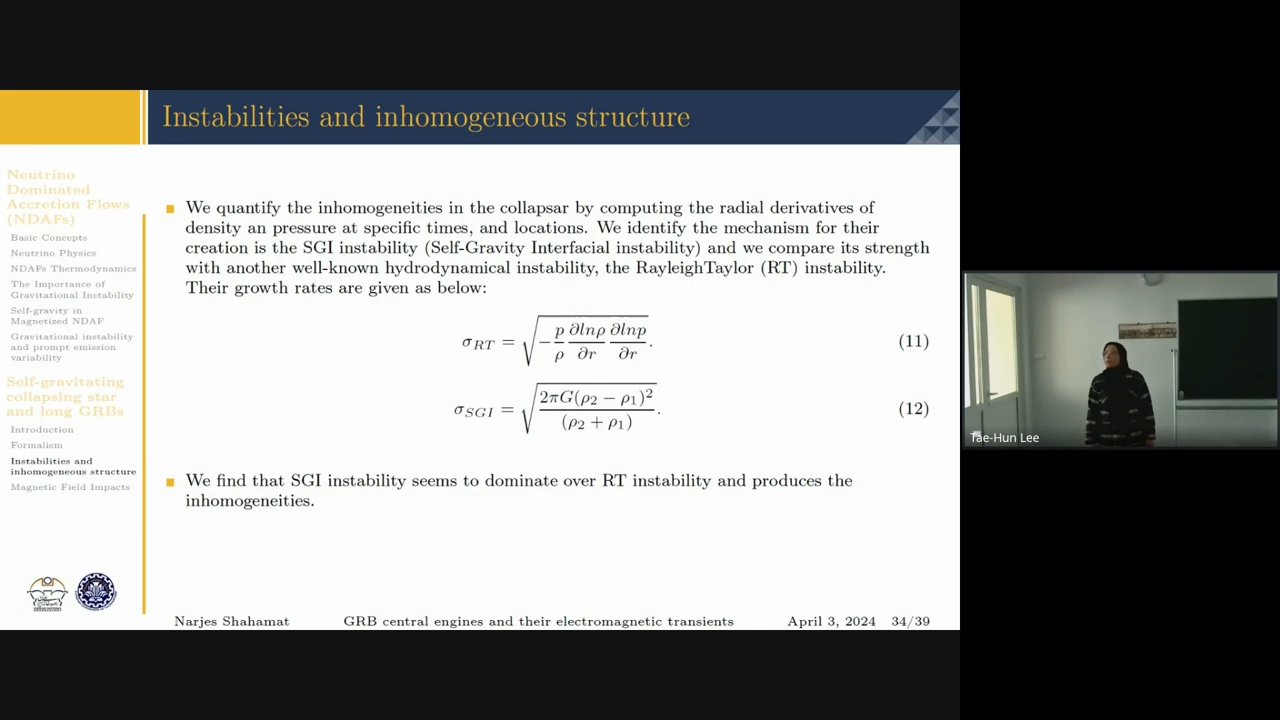 Instabilities and inhomogeneous structure
Neutrino
Dominated
Accretion Flows
(NDAFs)
Basic Concepts
Neutrino Physics
NDAFs Thermodynamics
The Importance of
Gravitational Instability
Self-gravity in
Magnetized NDAF
Gravitational instability
and prompt emission
variability
Self-gravitating
collapsing star
and long GRBs
Introduction
Formalism
Instabilities and
inhomogeneous structure
Magnetic Field Impacts
We quantify the inhomogeneities in the collapsar by computing the radial derivatives of
density an pressure at specific times, and locations. We identify the mechanism for their
creation is the SGI instability (Self-Gravity Interfacial instability) and we compare its strength
with another well-known hydrodynamical instability, the RayleighTaylor (RT) instability.
Their growth rates are given as below:
σ_RT = √(−(p/ρ) (∂lnρ/∂r) (∂lnp/∂r)). (11)
σ_SGI = √(2πG(ρ₂ − ρ₁)²/(ρ₂ + ρ₁)). (12)
We find that SGI instability seems to dominate over RT instability and produces the
inhomogeneities.
Narjes Shahamat GRB central engines and their electromagnetic transients April 3, 2024 34/39
Tae-Hun Lee